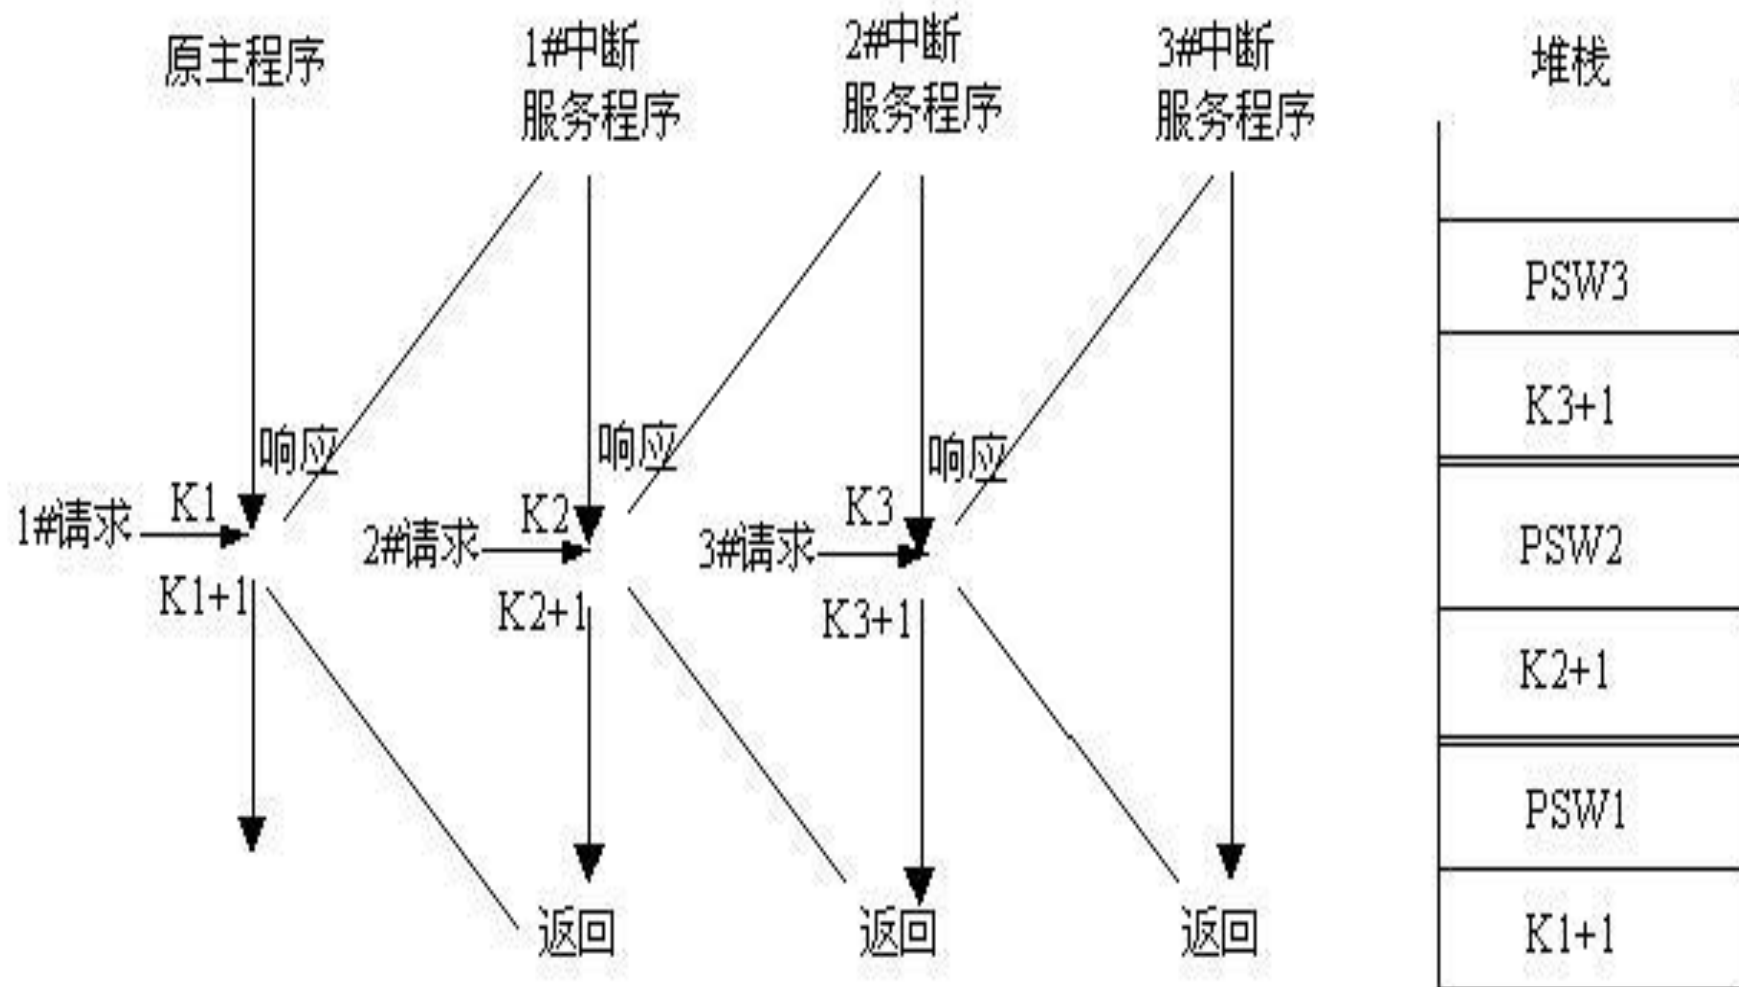 原主程序
1#中断
服务程序
2#中断
服务程序
3#中断
服务程序
堆栈
响应
响应
响应
1#请求
K1
2#请求
K2
3#请求
K3
K1+1
K2+1
K3+1
返回
返回
返回
PSW3
K3+1
PSW2
K2+1
PSW1
K1+1